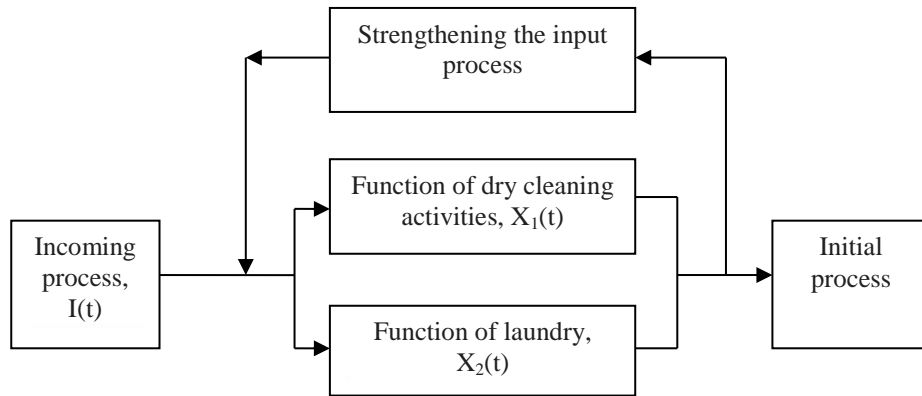 Strengthening the input
process
Function of dry cleaning
activities, X₁(t)
Incoming
process,
I(t)
Initial
process
Function of laundry,
X₂(t)